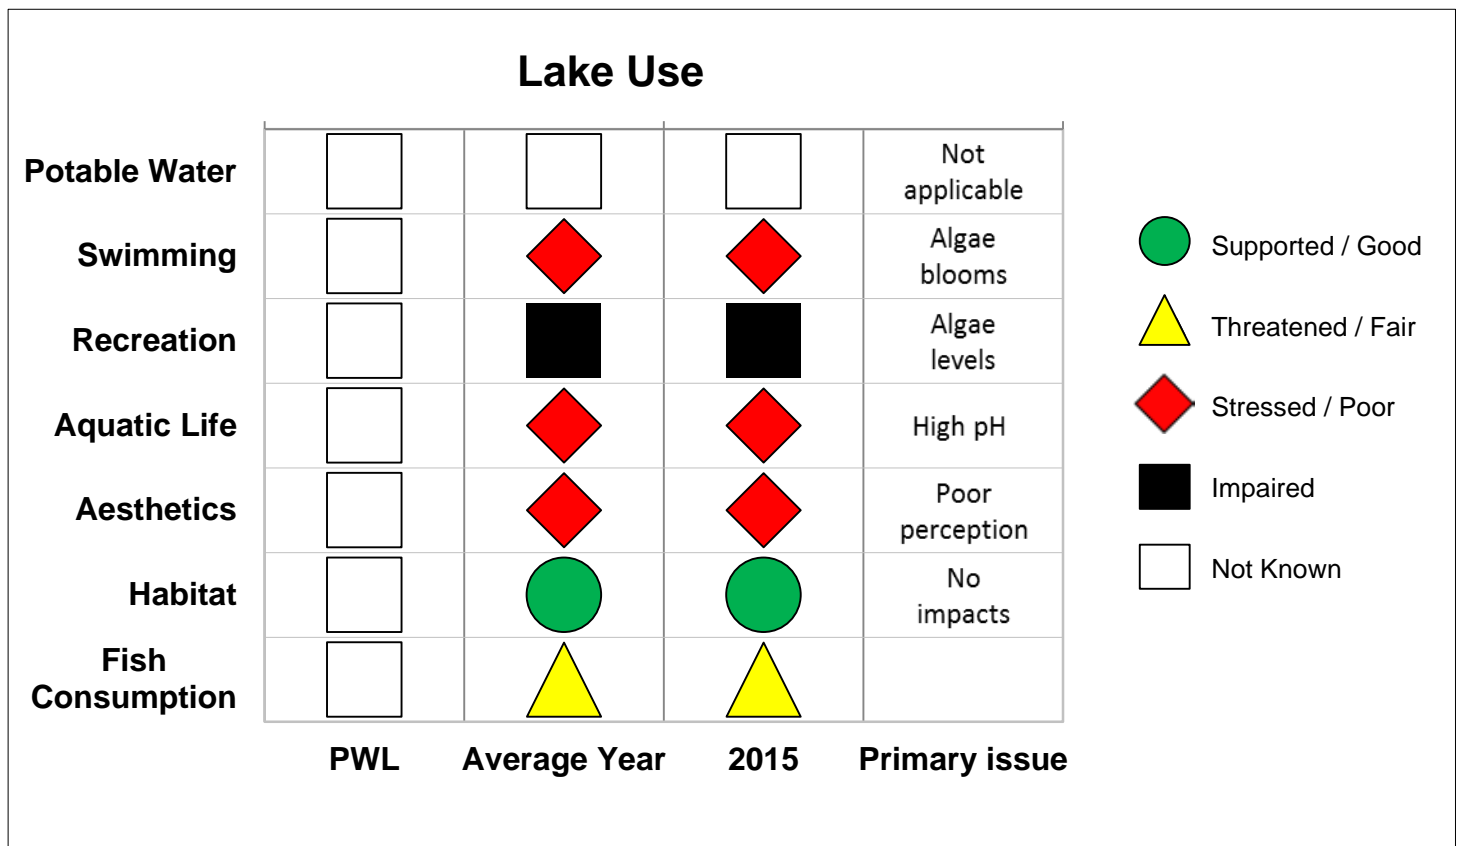 Lake Use
Potable Water
Not
applicable
Swimming
Algae
blooms
Recreation
Algae
levels
Aquatic Life
High pH
Aesthetics
Poor
perception
Habitat
No
impacts
Fish
Consumption
PWL
Average Year
2015
Primary issue
Supported / Good
Threatened / Fair
Stressed / Poor
Impaired
Not Known